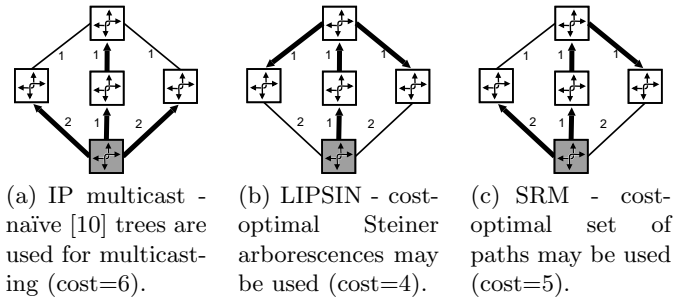 1 1 1
2 1 2
1 1 1
2 1 2
1 1 1
2 1 2
(a) IP multicast -
naïve [10] trees are
used for multicast-
ing (cost=6).
(b) LIPSIN - cost-
optimal Steiner
arborescences may
be used (cost=4).
(c) SRM - cost-
optimal set of
paths may be used
(cost=5).